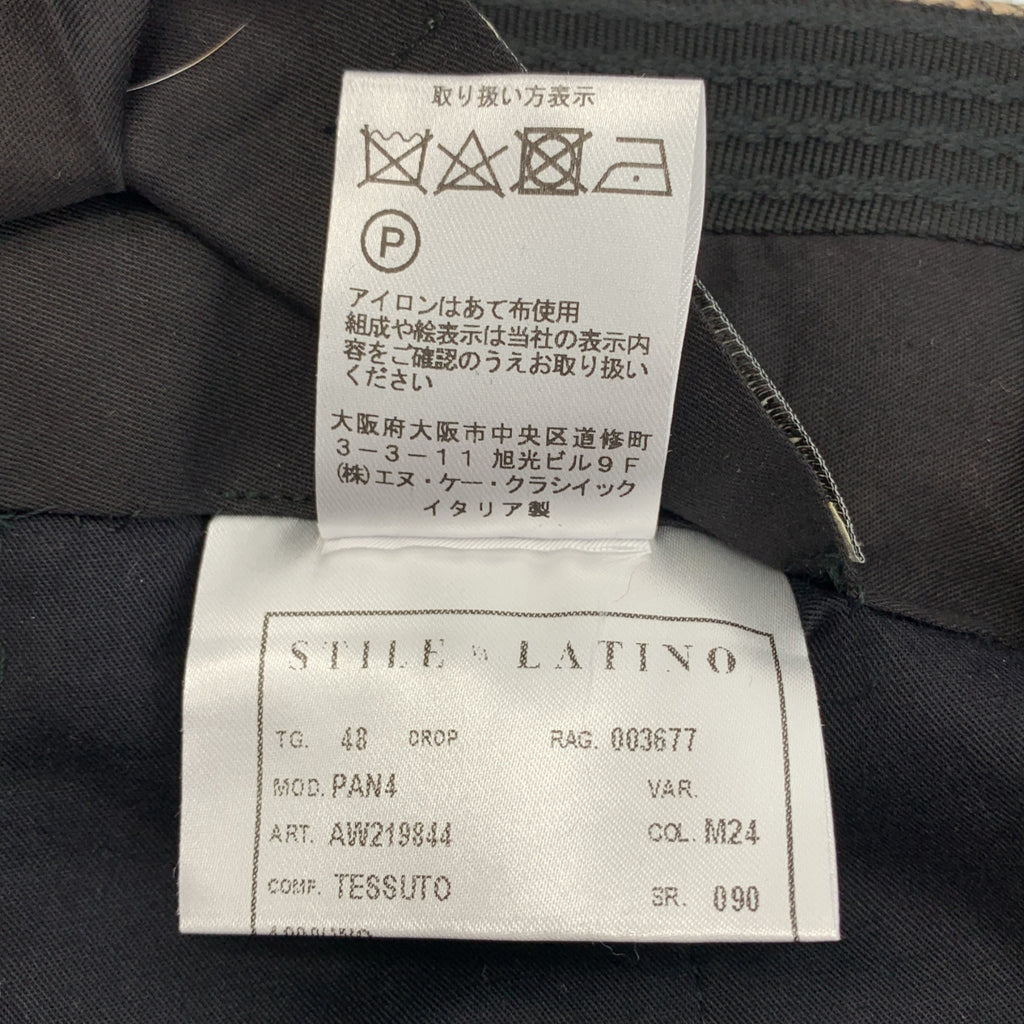 取り扱い方表示
P
アイロンはあて布使用
組成や絵表示は当社の表示内
容をご確認のうえお取り扱い
ください
大阪府大阪市中央区道修町
3-3-11 旭光ビル9F
(株)エヌ・ケー・クラシイック
イタリア製
STILE LATINO
TG. 48 DROP RAG. 003677
MOD. PAN4 VAR.
ART. AW219844 COL. M24
COMP. TESSUTO SR. 090